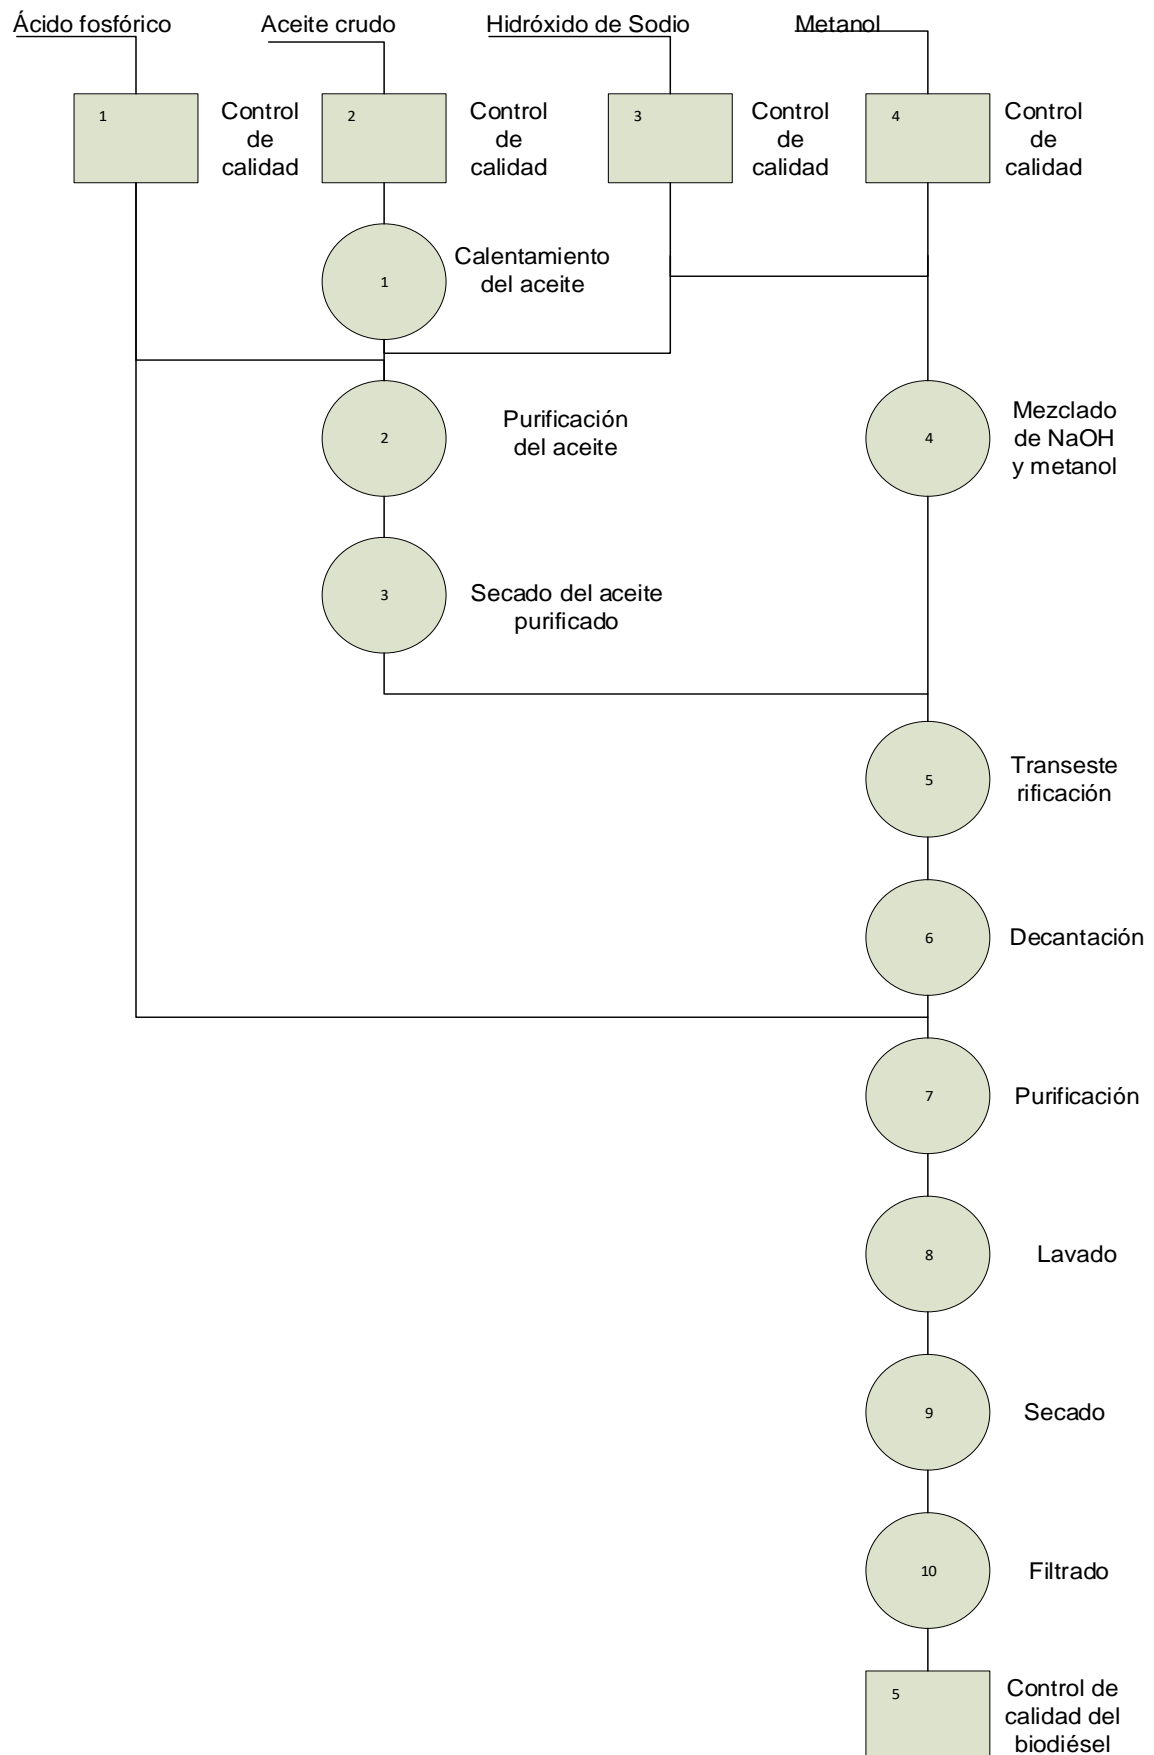 Ácido fosfórico
Aceite crudo
Hidróxido de Sodio
Metanol
1
Control
de
calidad
2
Control
de
calidad
3
Control
de
calidad
4
Control
de
calidad
1
Calentamiento
del aceite
2
Purificación
del aceite
4
Mezclado
de NaOH
y metanol
3
Secado del aceite
purificado
5
Transeste
rificación
6
Decantación
7
Purificación
8
Lavado
9
Secado
10
Filtrado
5
Control de
calidad del
biodiésel